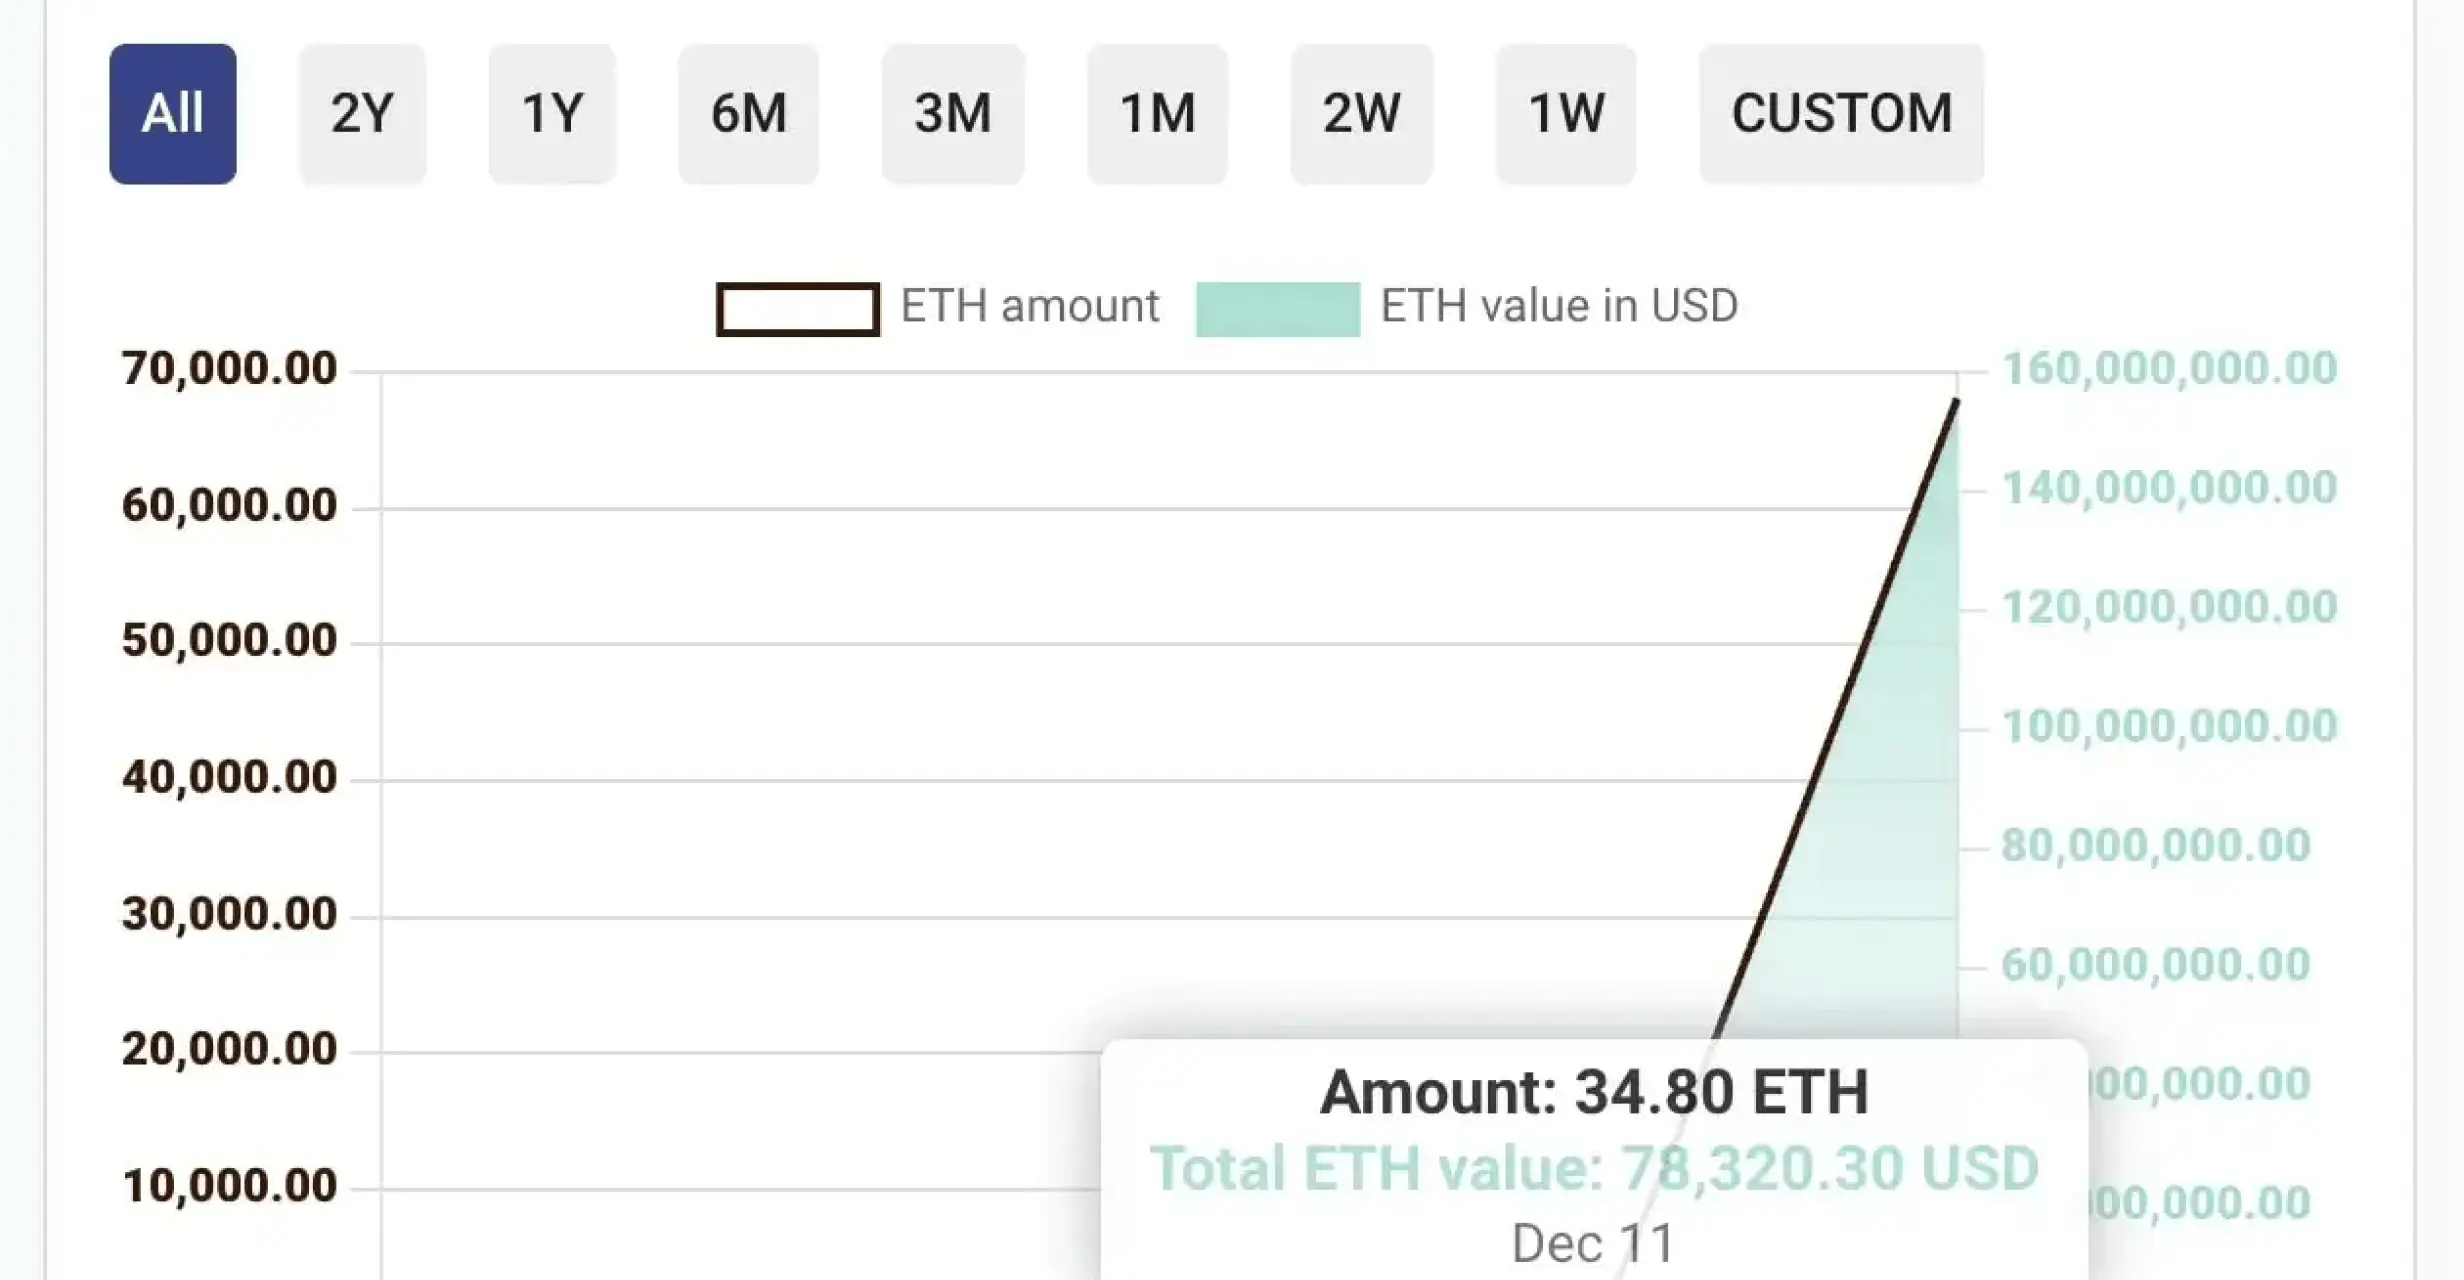 All 2Y 1Y 6M 3M 1M 2W 1W CUSTOM
ETH amount ETH value in USD
70,000.00 160,000,000.00
60,000.00 140,000,000.00
50,000.00 120,000,000.00
40,000.00 100,000,000.00
30,000.00 80,000,000.00
20,000.00 60,000,000.00
10,000.00 00,000.00
00,000.00
Amount: 34.80 ETH
Total ETH value: 78,320.30 USD
Dec 11